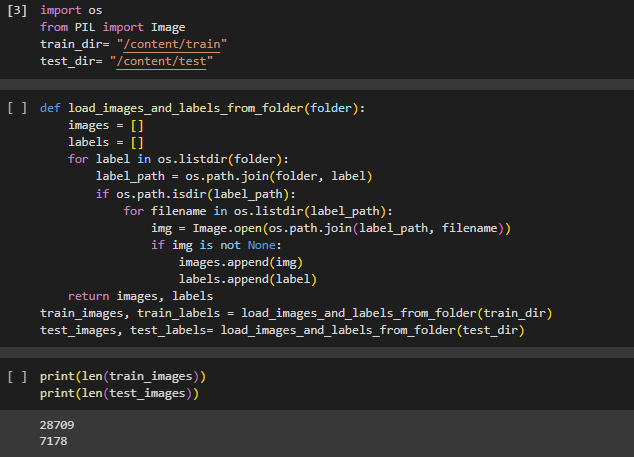 [3] import os
from PIL import Image
train_dir= "/content/train"
test_dir= "/content/test"
[ ] def load_images_and_labels_from_folder(folder):
images = []
labels = []
for label in os.listdir(folder):
label_path = os.path.join(folder, label)
if os.path.isdir(label_path):
for filename in os.listdir(label_path):
img = Image.open(os.path.join(label_path, filename))
if img is not None:
images.append(img)
labels.append(label)
return images, labels
train_images, train_labels = load_images_and_labels_from_folder(train_dir)
test_images, test_labels= load_images_and_labels_from_folder(test_dir)
[ ] print(len(train_images))
print(len(test_images))
28709
7178